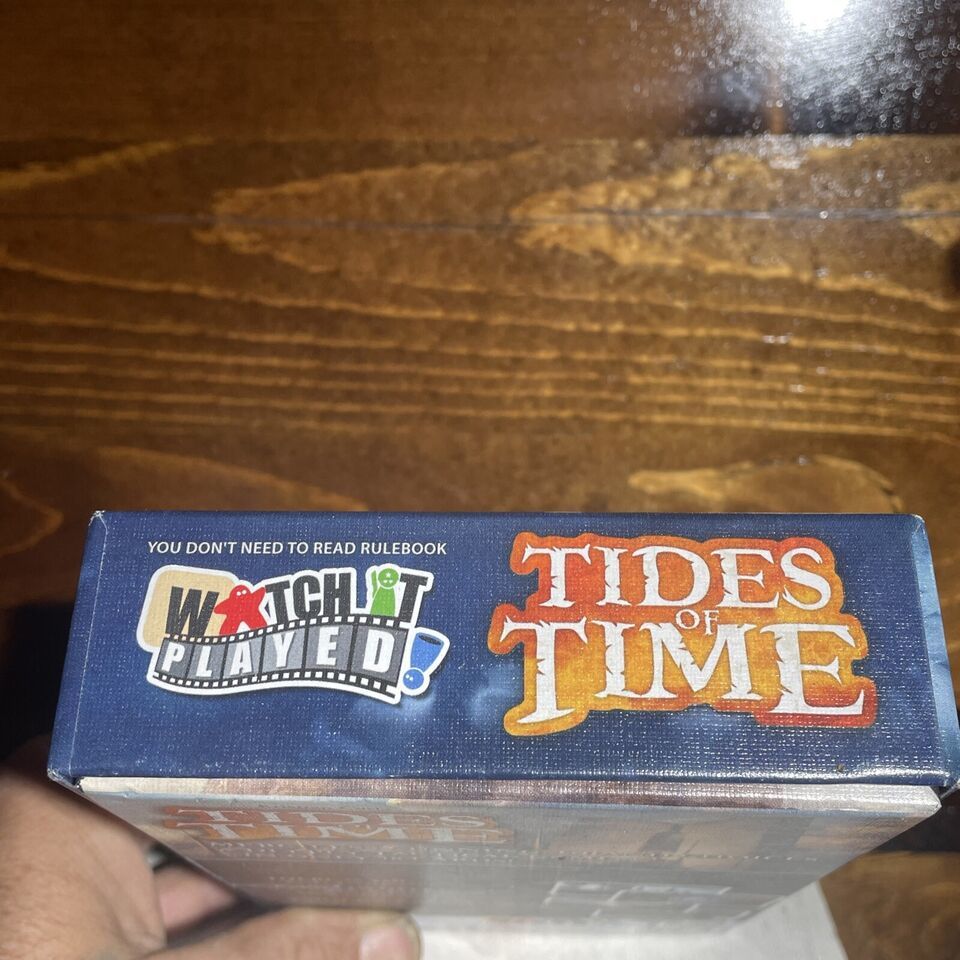 YOU DON'T NEED TO READ RULEBOOK
WATCH IT
PLAYED
TIDES
OF
TIME
TIDES
TIME